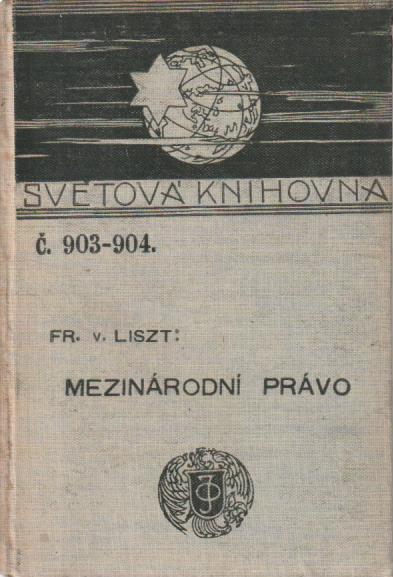 SVĚTOVÁ KNIHOVNA
Č. 903-904.
FR. v. LISZT:
MEZINÁRODNÍ PRÁVO